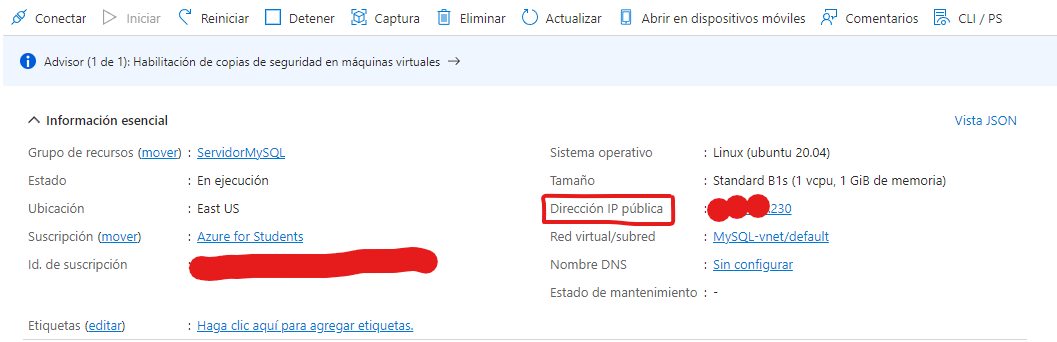 Conectar Iniciar Reiniciar Detener Captura Eliminar Actualizar Abrir en dispositivos móviles Comentarios CLI / PS
Advisor (1 de 1): Habilitación de copias de seguridad en máquinas virtuales →
Información esencial Vista JSON
Grupo de recursos (mover) : ServidorMySQL Sistema operativo : Linux (ubuntu 20.04)
Estado : En ejecución Tamaño : Standard B1s (1 vcpu, 1 GiB de memoria)
Ubicación : East US Dirección IP pública : 230
Suscripción (mover) : Azure for Students Red virtual/subred : MySQL-vnet/default
Id. de suscripción : Nombre DNS : Sin configurar
Estado de mantenimiento : -
Etiquetas (editar) : Haga clic aquí para agregar etiquetas.